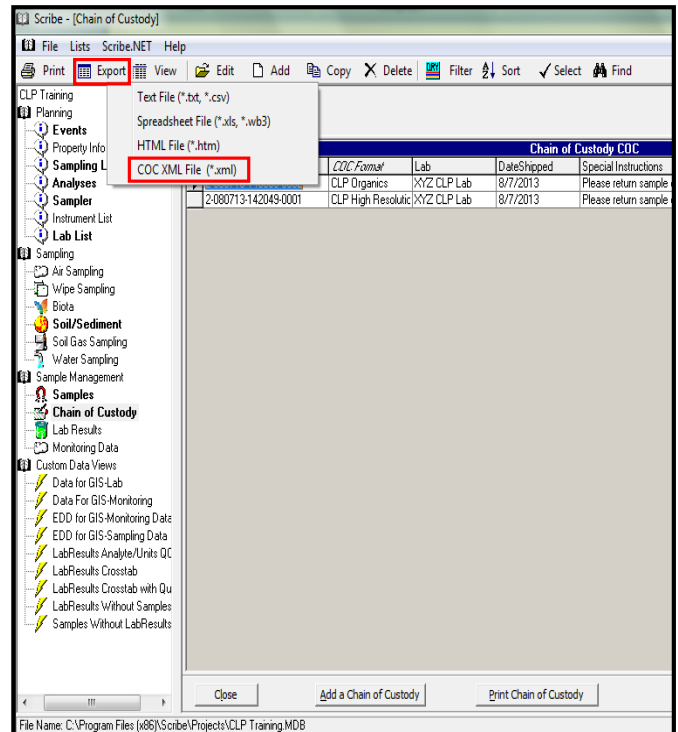 Scribe - [Chain of Custody]
File Lists Scribe.NET Help
Print Export View Edit Add Copy Delete QRY Filter Sort Select Find
CLP Training
Planning
Events
Property Info
Sampling L
Analyses
Sampler
Instrument List
Lab List
Sampling
Air Sampling
Wipe Sampling
Biota
Soil/Sediment
Soil Gas Sampling
Water Sampling
Sample Management
Samples
Chain of Custody
Lab Results
Monitoring Data
Custom Data Views
Data for GIS-Lab
Data For GIS-Monitoring
EDD for GIS-Monitoring Data
EDD for GIS-Sampling Data
LabResults Analyte/Units QC
LabResults Crosstab
LabResults Crosstab with Qu
LabResults Without Samples
Samples Without LabResults
Text File (*.txt, *.csv)
Spreadsheet File (*.xls, *.wb3)
HTML File (*.htm)
COC XML File (*.xml)
Chain of Custody COC
COC Format Lab DateShipped Special Instructions
CLP Organics XYZ CLP Lab 8/7/2013 Please return sample
2-080713-142049-0001 CLP High Resolutic XYZ CLP Lab 8/7/2013 Please return sample
Close Add a Chain of Custody Print Chain of Custody
File Name: C:\Program Files (x86)\Scribe\Projects\CLP Training.MDB